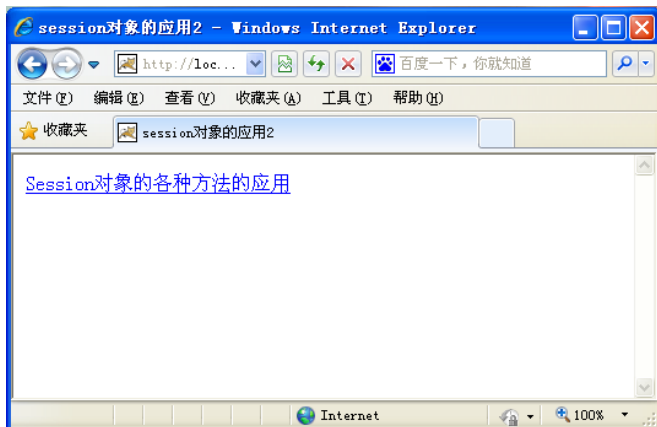 session对象的应用2 - Windows Internet Explorer
http://loc... 百度一下，你就知道
文件(F) 编辑(E) 查看(V) 收藏夹(A) 工具(T) 帮助(H)
收藏夹 session对象的应用2
Session对象的各种方法的应用
Internet 100%